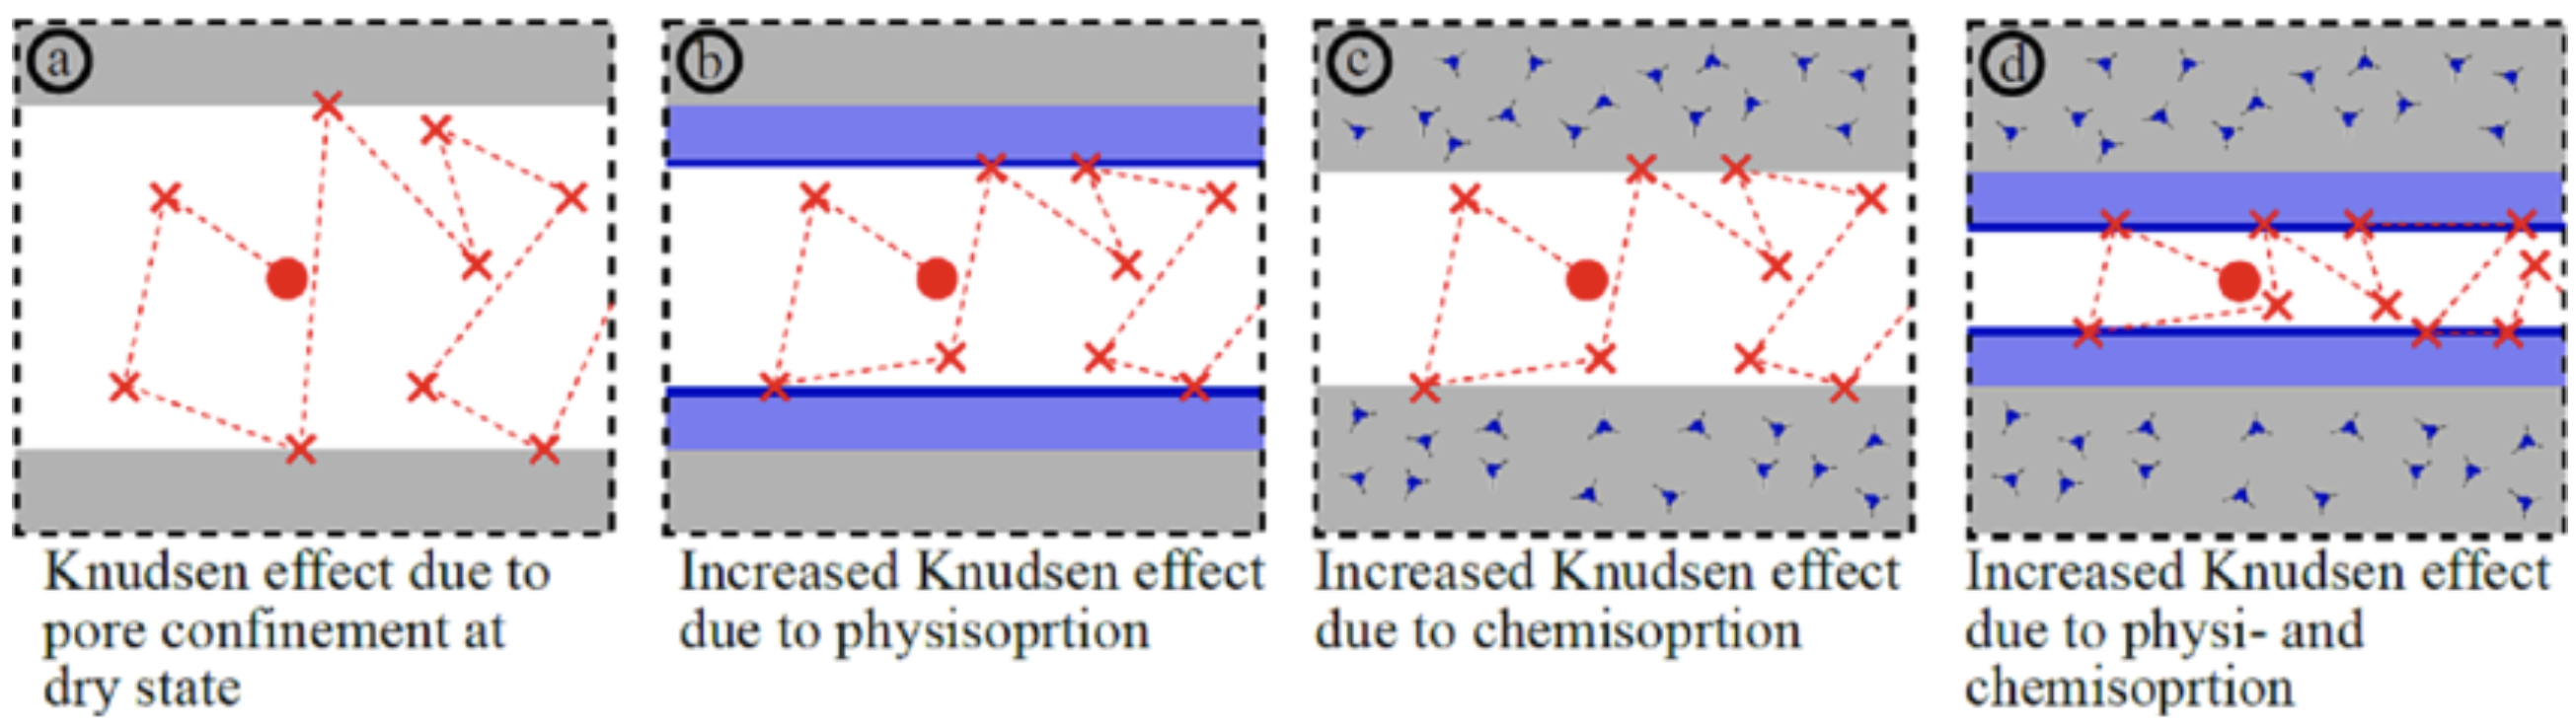 a
Knudsen effect due to
pore confinement at
dry state
b
Increased Knudsen effect
due to physisoprtion
c
Increased Knudsen effect
due to chemisoprtion
d
Increased Knudsen effect
due to physi- and
chemisoprtion